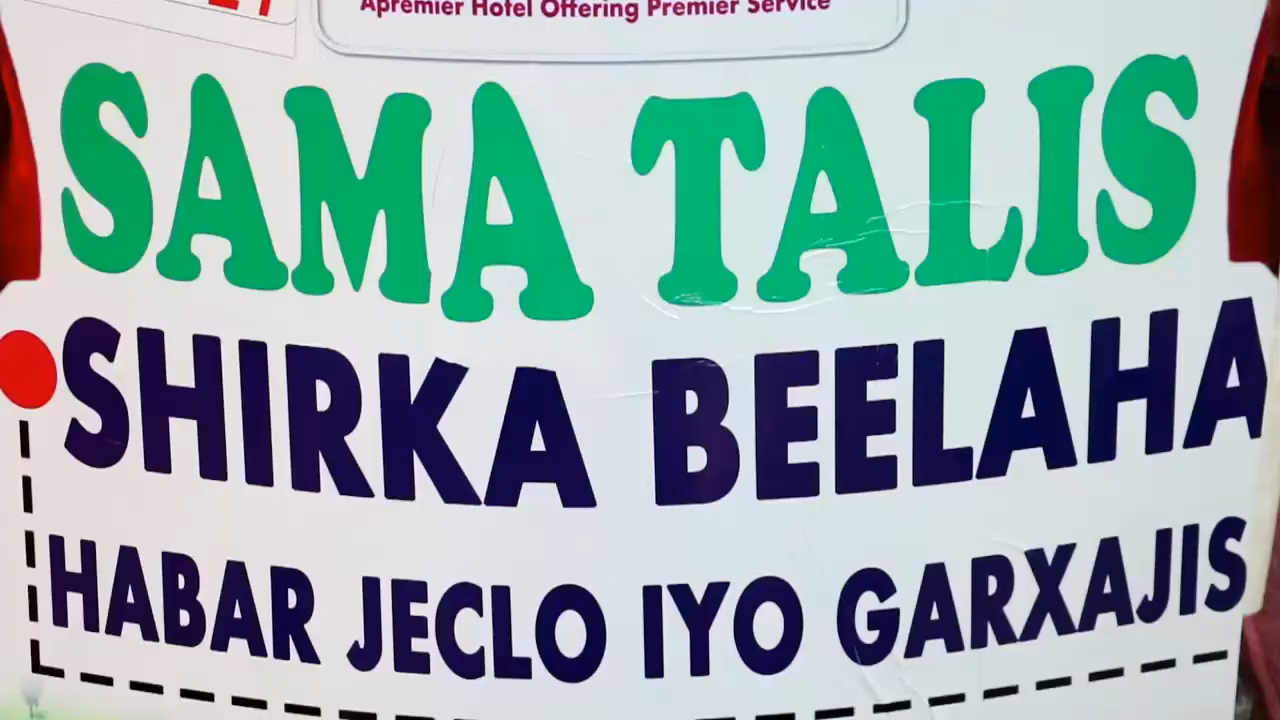 Apremier Hotel Offering Premier Service
SAMA TALIS
SHIRKA BEELAHA
HABAR JECLO IYO GARXAJIS